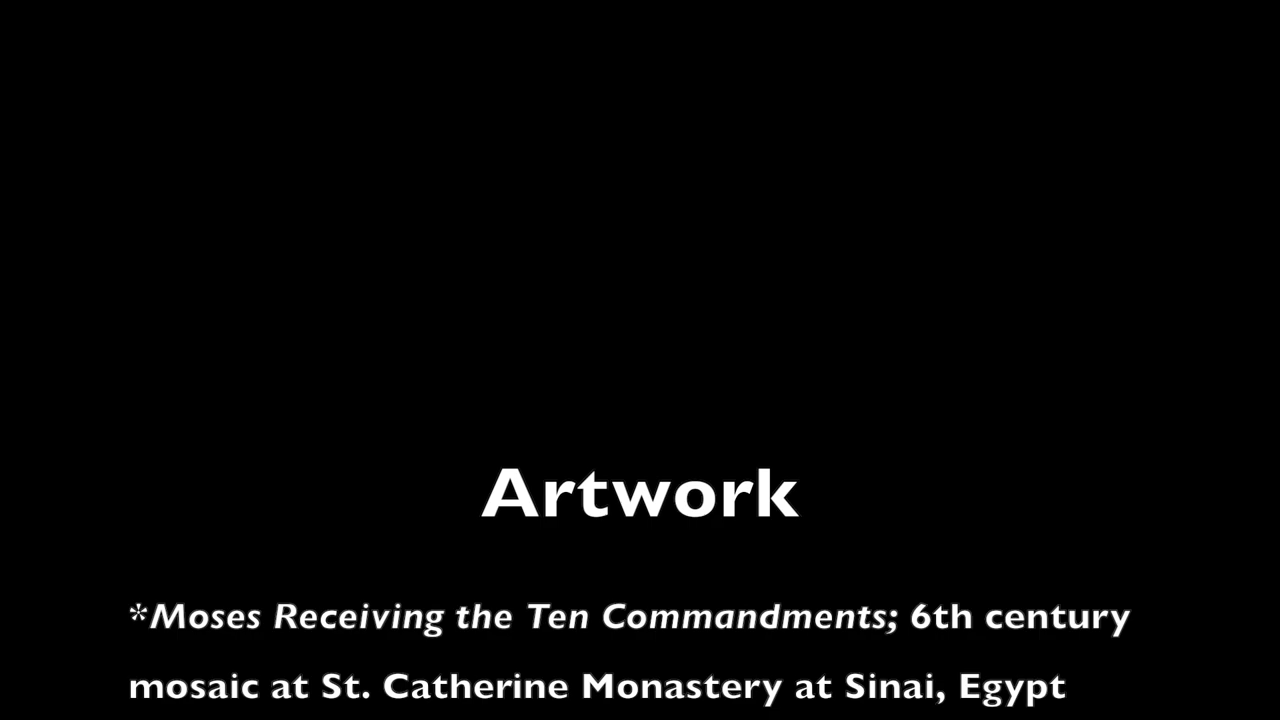 Artwork
*Moses Receiving the Ten Commandments; 6th century
mosaic at St. Catherine Monastery at Sinai, Egypt